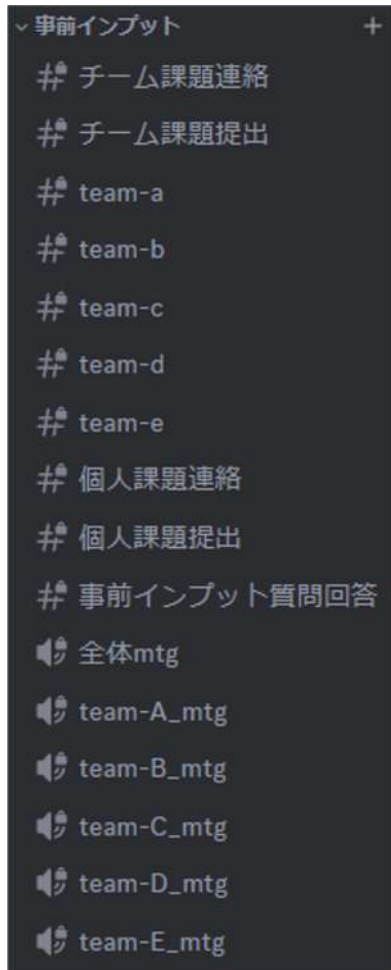 事前インプット
チーム課題連絡
チーム課題提出
team-a
team-b
team-c
team-d
team-e
個人課題連絡
個人課題提出
事前インプット質問回答
全体mtg
team-A_mtg
team-B_mtg
team-C_mtg
team-D_mtg
team-E_mtg